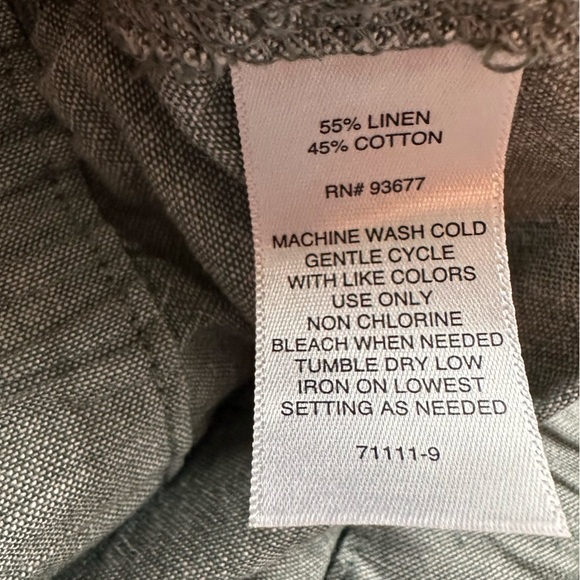 55% LINEN
45% COTTON
RN# 93677
MACHINE WASH COLD
GENTLE CYCLE
WITH LIKE COLORS
USE ONLY
NON CHLORINE
BLEACH WHEN NEEDED
TUMBLE DRY LOW
IRON ON LOWEST
SETTING AS NEEDED
71111-9